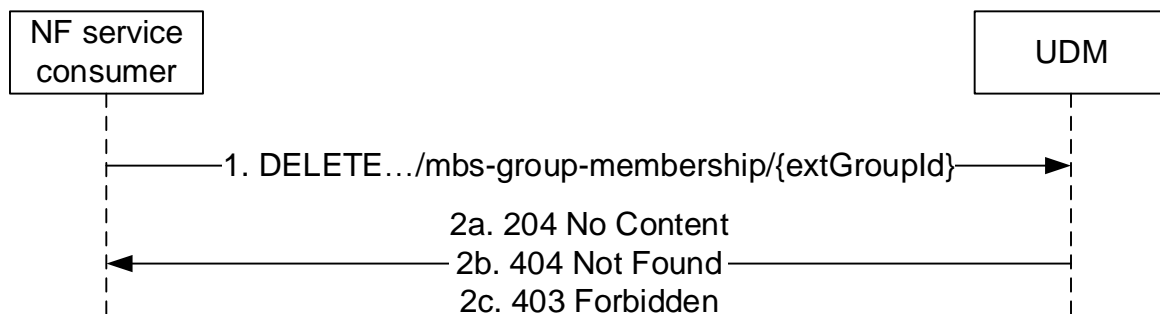 NF service
consumer
UDM
1. DELETE…/mbs-group-membership/{extGroupId}
2a. 204 No Content
2b. 404 Not Found
2c. 403 Forbidden